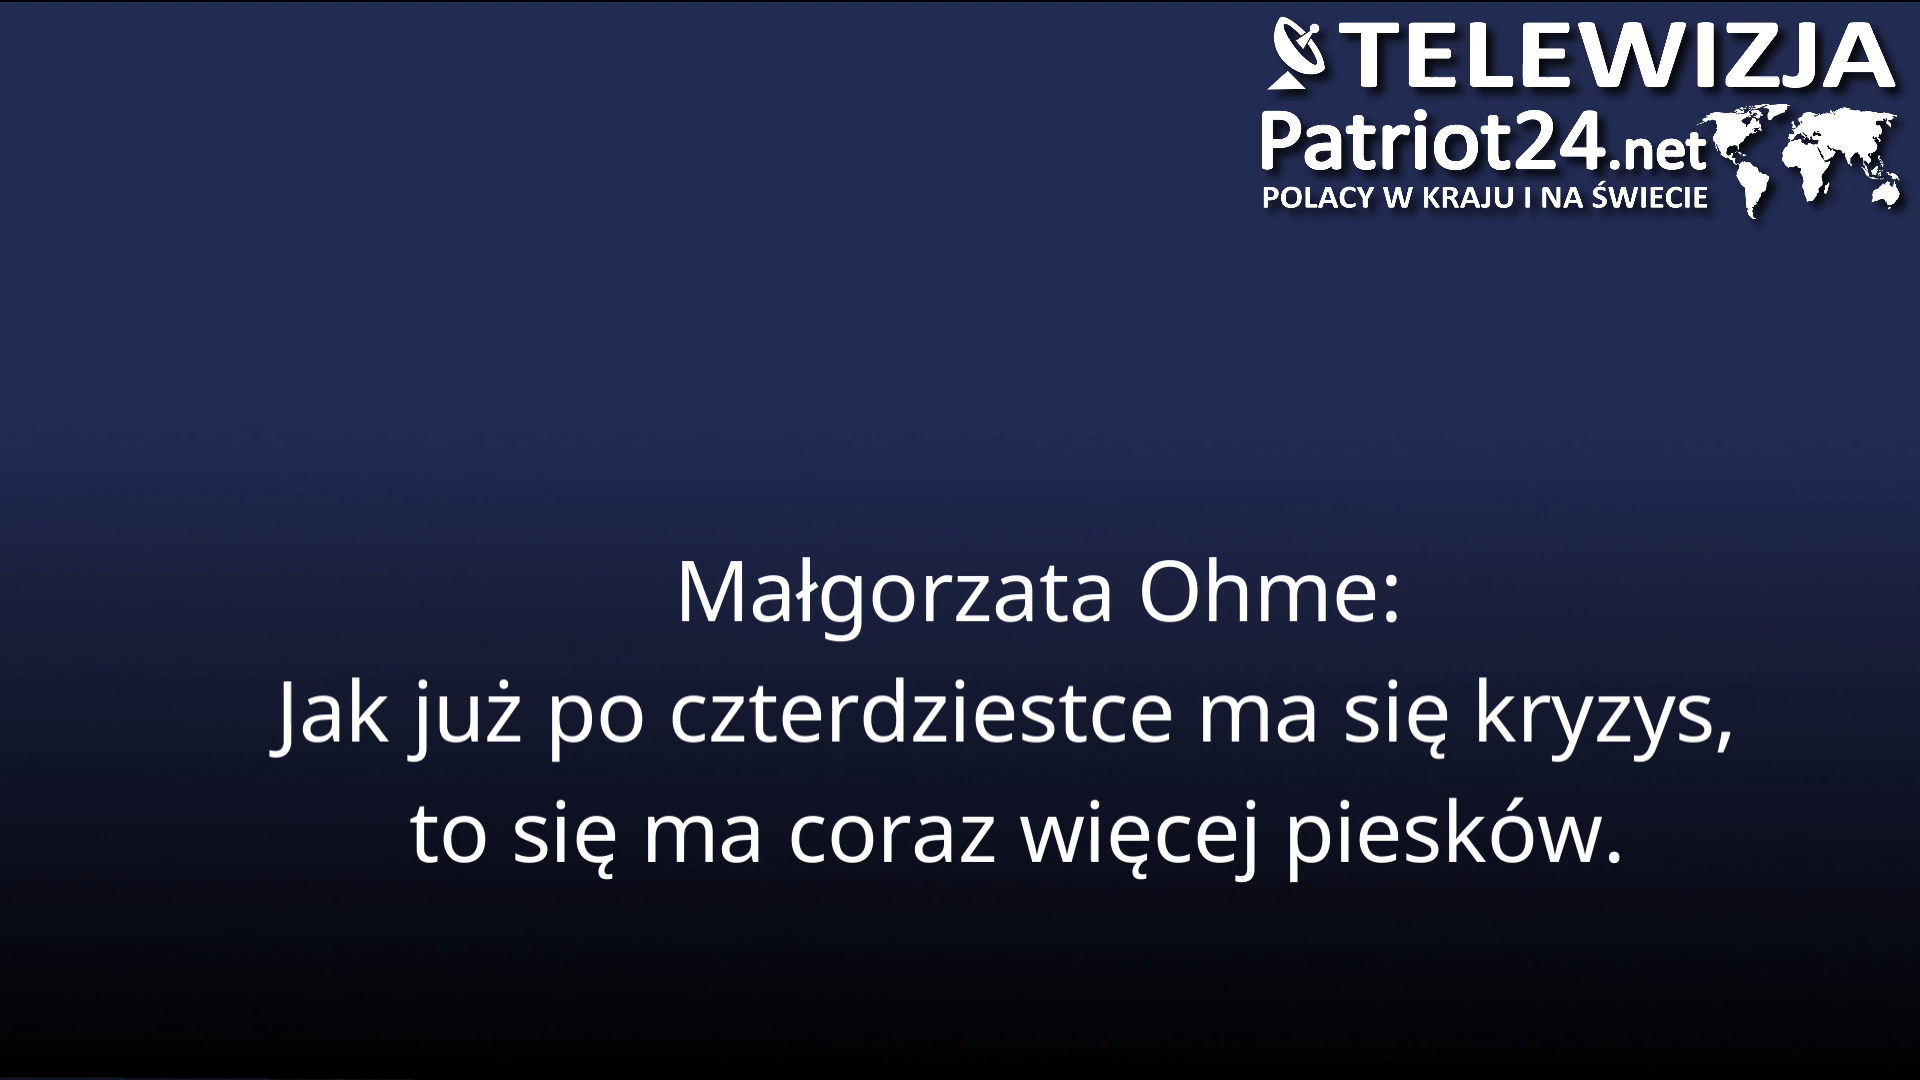 TELEWIZJA
Patriot24.net
POLACY W KRAJU I NA ŚWIECIE
Małgorzata Ohme:
Jak już po czterdziestce ma się kryzys,
to się ma coraz więcej piesków.